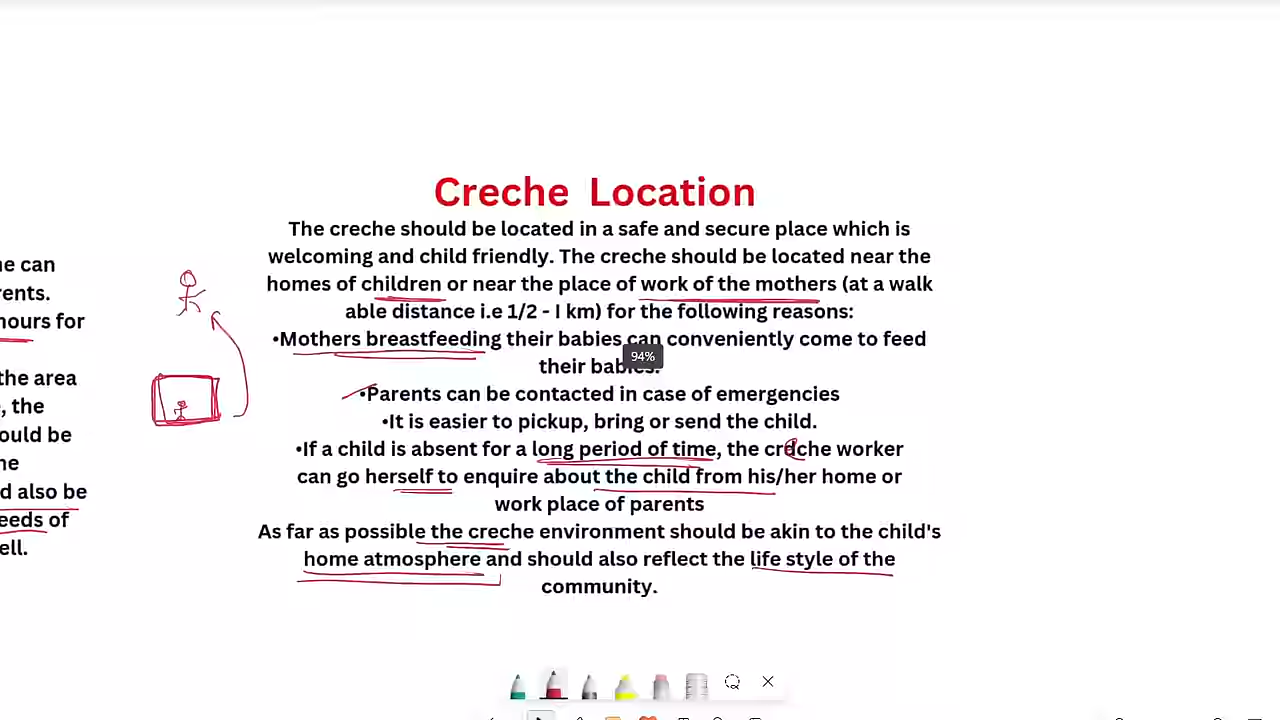 Creche Location
The creche should be located in a safe and secure place which is
welcoming and child friendly. The creche should be located near the
homes of children or near the place of work of the mothers (at a walk
able distance i.e 1/2 - I km) for the following reasons:
•Mothers breastfeeding their babies can conveniently come to feed
their babies.
94%
•Parents can be contacted in case of emergencies
•It is easier to pickup, bring or send the child.
•If a child is absent for a long period of time, the creche worker
can go herself to enquire about the child from his/her home or
work place of parents
As far as possible the creche environment should be akin to the child's
home atmosphere and should also reflect the life style of the
community.
can
hours for
the area
, the
the
also be
of